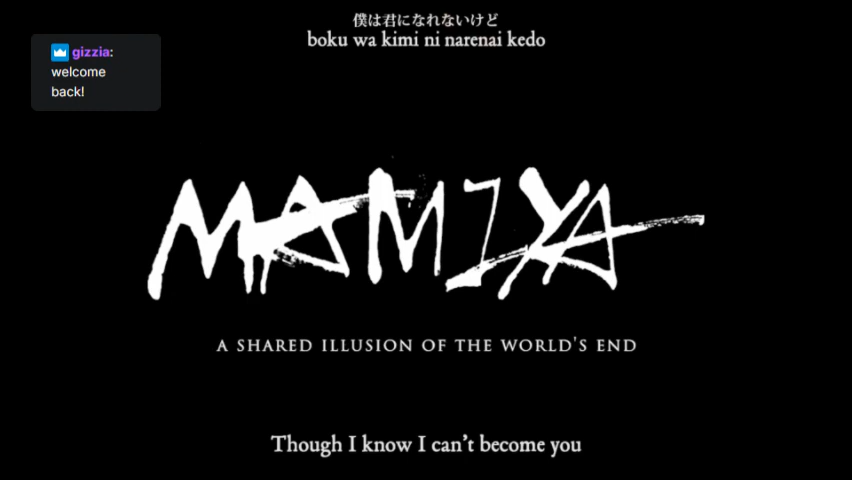 僕は君になれないけど
boku wa kimi ni narenai kedo
gizzia:
welcome
back!
MAMIYA
A SHARED ILLUSION OF THE WORLD'S END
Though I know I can't become you